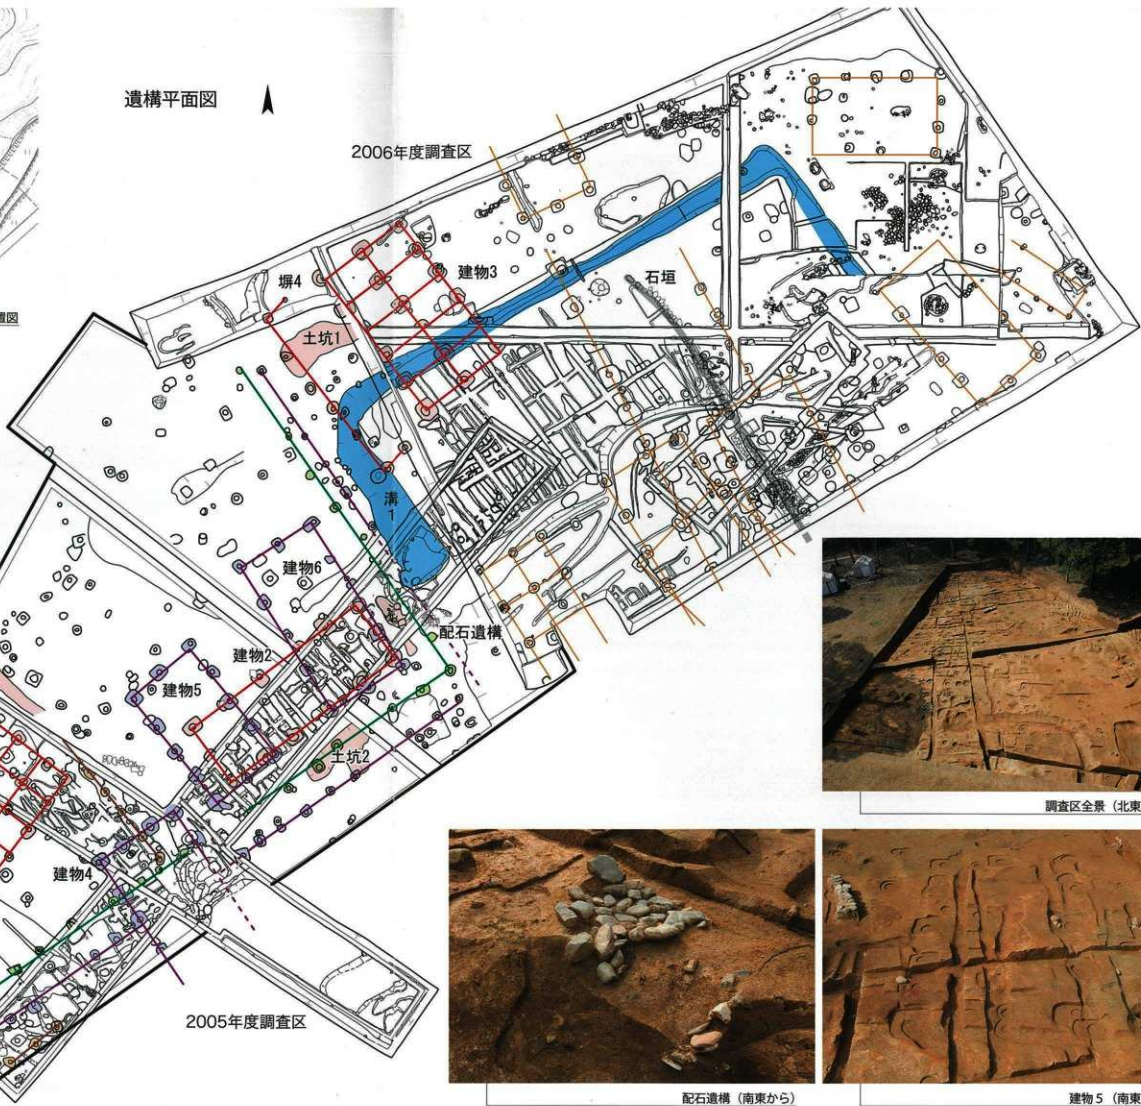 遺構平面図
2006年度調査区
石垣
建物3
塀4
置図
土坑1
溝
1
建物6
配石遺構
建物2
建物5
土坑2
建物4
2005年度調査区
調査区全景（北東
配石遺構（南東から）
建物5（南東